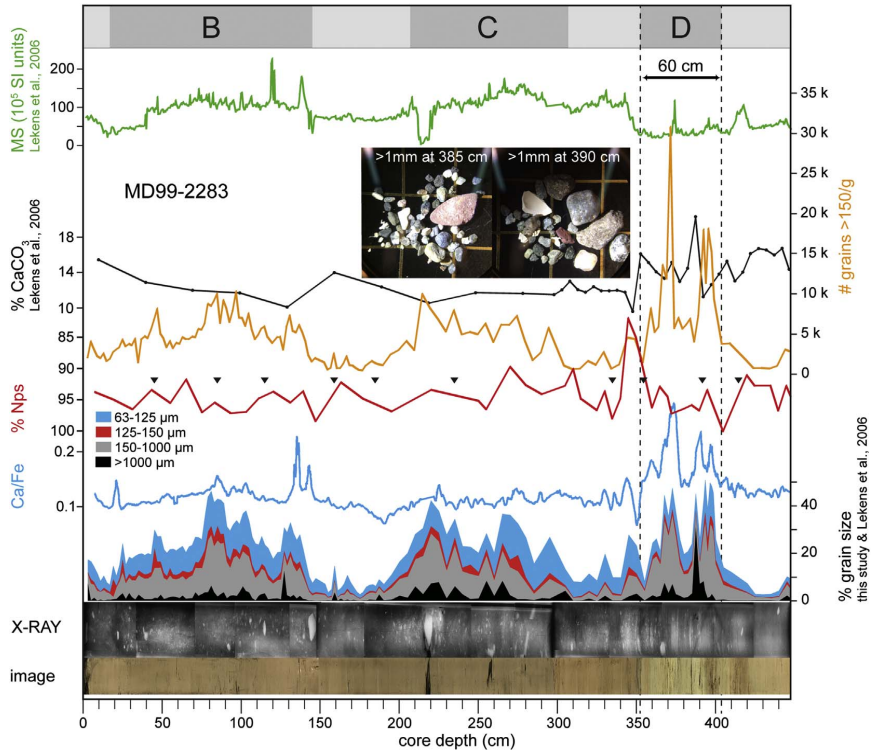 B C D
60 cm
MS (10⁵ SI units)
Lekens et al., 2006
200
100
0
35 k
30 k
25 k
20 k
15 k
10 k
5 k
0
# grains >150/g
>1mm at 385 cm
>1mm at 390 cm
MD99-2283
% CaCO₃
Lekens et al., 2006
18
14
10
% Nps
85
90
95
100
63-125 µm
125-150 µm
150-1000 µm
>1000 µm
Ca/Fe
0.2
0.1
40
20
0
% grain size
this study & Lekens et al., 2006
X-RAY
image
0 50 100 150 200 250 300 350 400
core depth (cm)